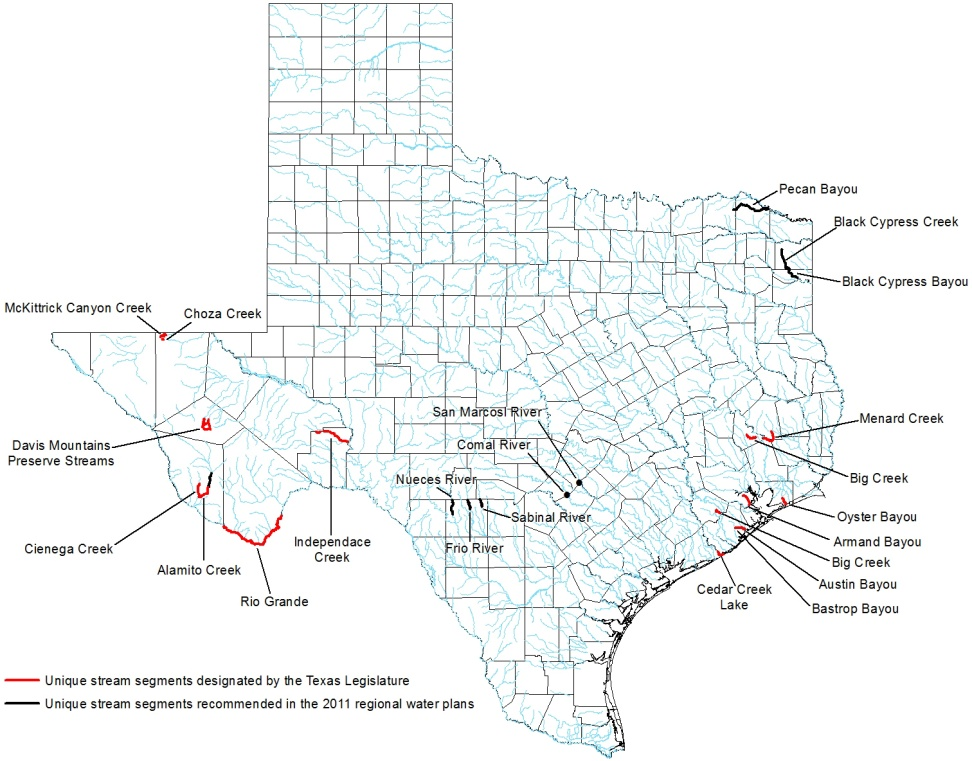 Pecan Bayou
Black Cypress Creek
Black Cypress Bayou
McKittrick Canyon Creek
Choza Creek
San Marcosl River
Comal River
Menard Creek
Davis Mountains
Preserve Streams
Nueces River
Big Creek
Sabinal River
Oyster Bayou
Cienega Creek
Frio River
Independace
Creek
Armand Bayou
Big Creek
Alamito Creek
Austin Bayou
Cedar Creek
Lake
Rio Grande
Bastrop Bayou
Unique stream segments designated by the Texas Legislature
Unique stream segments recommended in the 2011 regional water plans